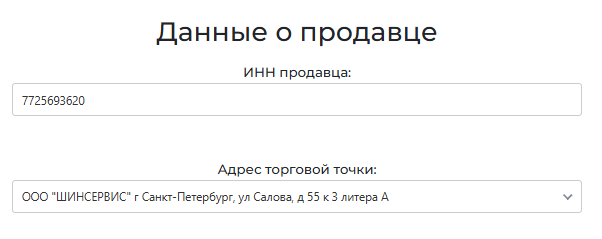 Данные о продавце
ИНН продавца:
7725693620
Адрес торговой точки:
ООО "ШИНСЕРВИС" г Санкт-Петербург, ул Салова, д 55 к 3 литера А